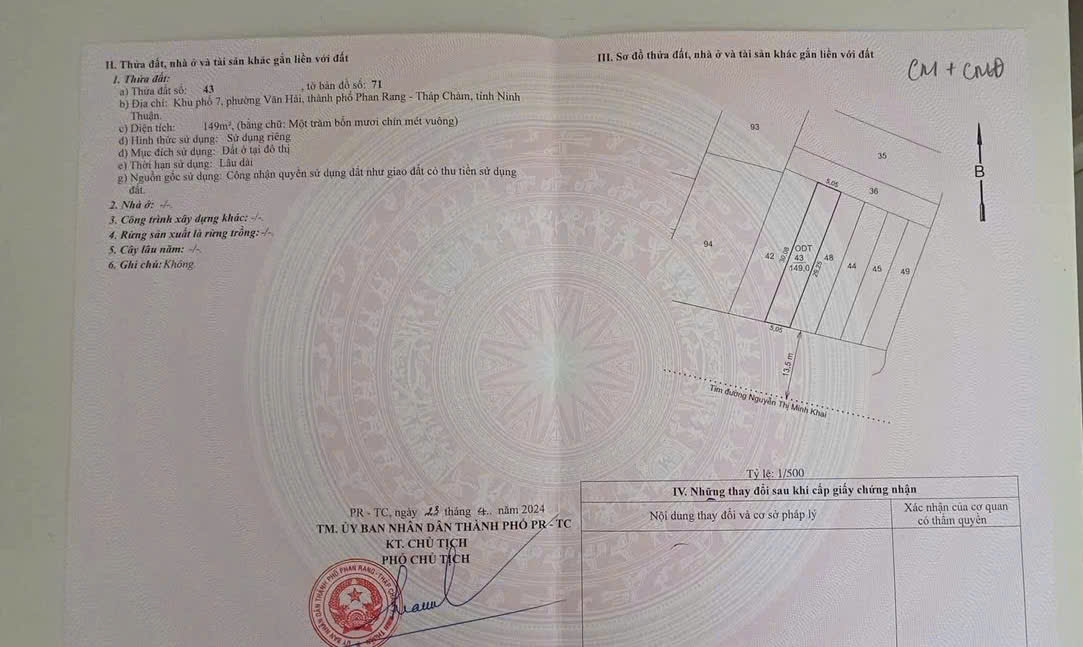 II. Thửa đất, nhà ở và tài sản khác gắn liền với đất
1. Thửa đất:
a) Thửa đất số: 43 , tờ bản đồ số: 71
b) Địa chỉ: Khu phố 7, phường Văn Hải, thành phố Phan Rang - Tháp Chàm, tỉnh Ninh
Thuận.
c) Diện tích: 149m², (bằng chữ: Một trăm bốn mươi chín mét vuông)
d) Hình thức sử dụng: Sử dụng riêng
đ) Mục đích sử dụng: Đất ở tại đô thị
e) Thời hạn sử dụng: Lâu dài
g) Nguồn gốc sử dụng: Công nhận quyền sử dụng đất như giao đất có thu tiền sử dụng
đất.
2. Nhà ở: -/-.
3. Công trình xây dựng khác: -/-.
4. Rừng sản xuất là rừng trồng: -/-.
5. Cây lâu năm: -/-.
6. Ghi chú: Không
PR - TC, ngày 23 tháng 4 năm 2024
TM. ỦY BAN NHÂN DÂN THÀNH PHỐ PR - TC
KT. CHỦ TỊCH
PHÓ CHỦ TỊCH
III. Sơ đồ thửa đất, nhà ở và tài sản khác gắn liền với đất
CM + CMĐ
93
35
B
5,05
36
94
42
30,08
ODT
43
149,0
29,25
48
44
45
49
5,05
13,5 m
Tim đường Nguyễn Thị Minh Khai
Tỷ lệ: 1/500
IV. Những thay đổi sau khi cấp giấy chứng nhận
Nội dung thay đổi và cơ sở pháp lý
Xác nhận của cơ quan
có thẩm quyền